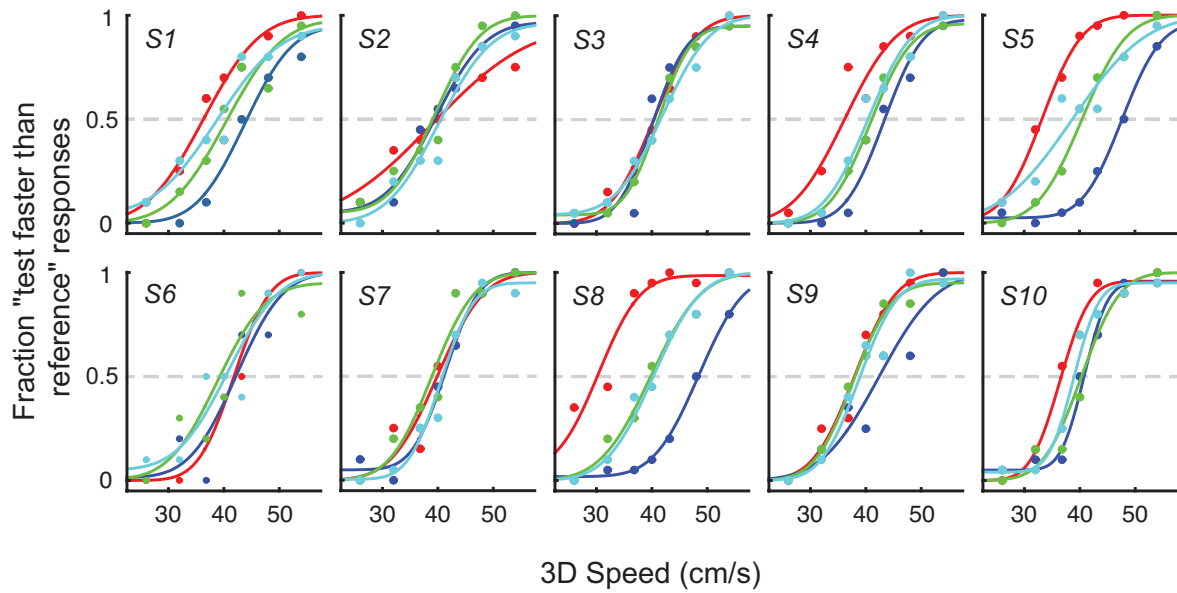 Fraction "test faster than
reference" responses
1
0.5
0
S1
S2
S3
S4
S5
1
0.5
0
S6
S7
S8
S9
S10
30 40 50
30 40 50
30 40 50
30 40 50
30 40 50
3D Speed (cm/s)